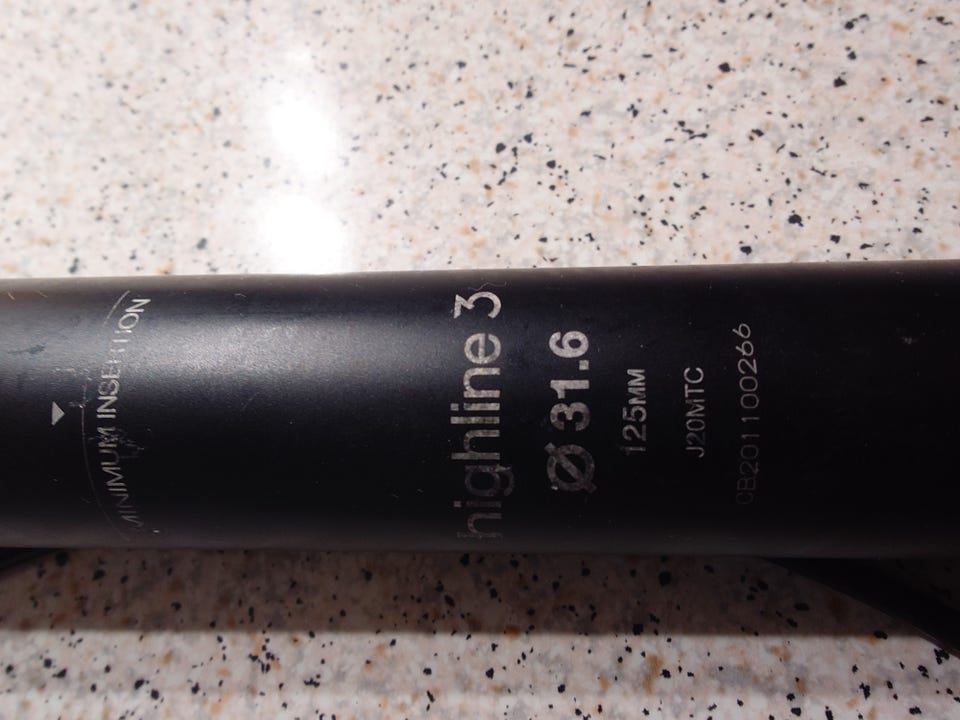 MINIMUM INSERTION
highline 3
Ø 31.6
125MM
J20MTC
CB201100266